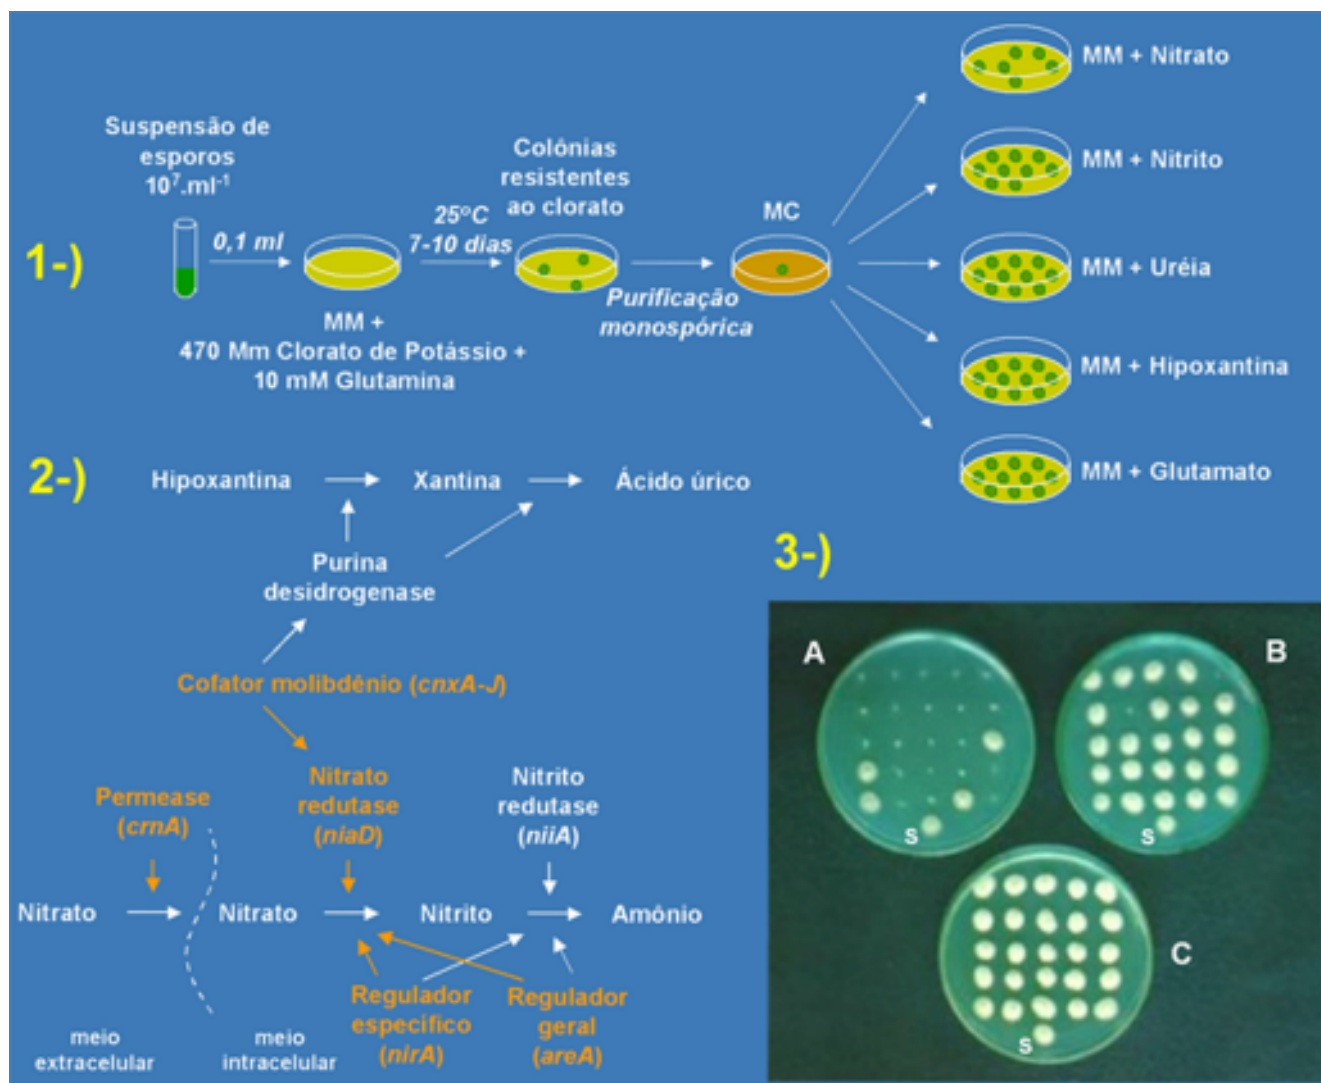 1-)
Suspensão de
esporos
10⁷.ml⁻¹
0,1 ml
MM +
470 Mm Clorato de Potássio +
10 mM Glutamina
25°C
7-10 dias
Colônias
resistentes
ao clorato
Purificação
monospórica
MC
MM + Nitrato
MM + Nitrito
MM + Uréia
MM + Hipoxantina
MM + Glutamato
2-)
Hipoxantina
Xantina
Ácido úrico
Purina
desidrogenase
Cofator molibdênio (cnxA-J)
Permease
(crnA)
Nitrato
redutase
(niaD)
Nitrito
redutase
(niiA)
Nitrato
Nitrato
Nitrito
Amônio
Regulador
específico
(nirA)
Regulador
geral
(areA)
meio
extracelular
meio
intracelular
3-)
A
B
S
S
C
S